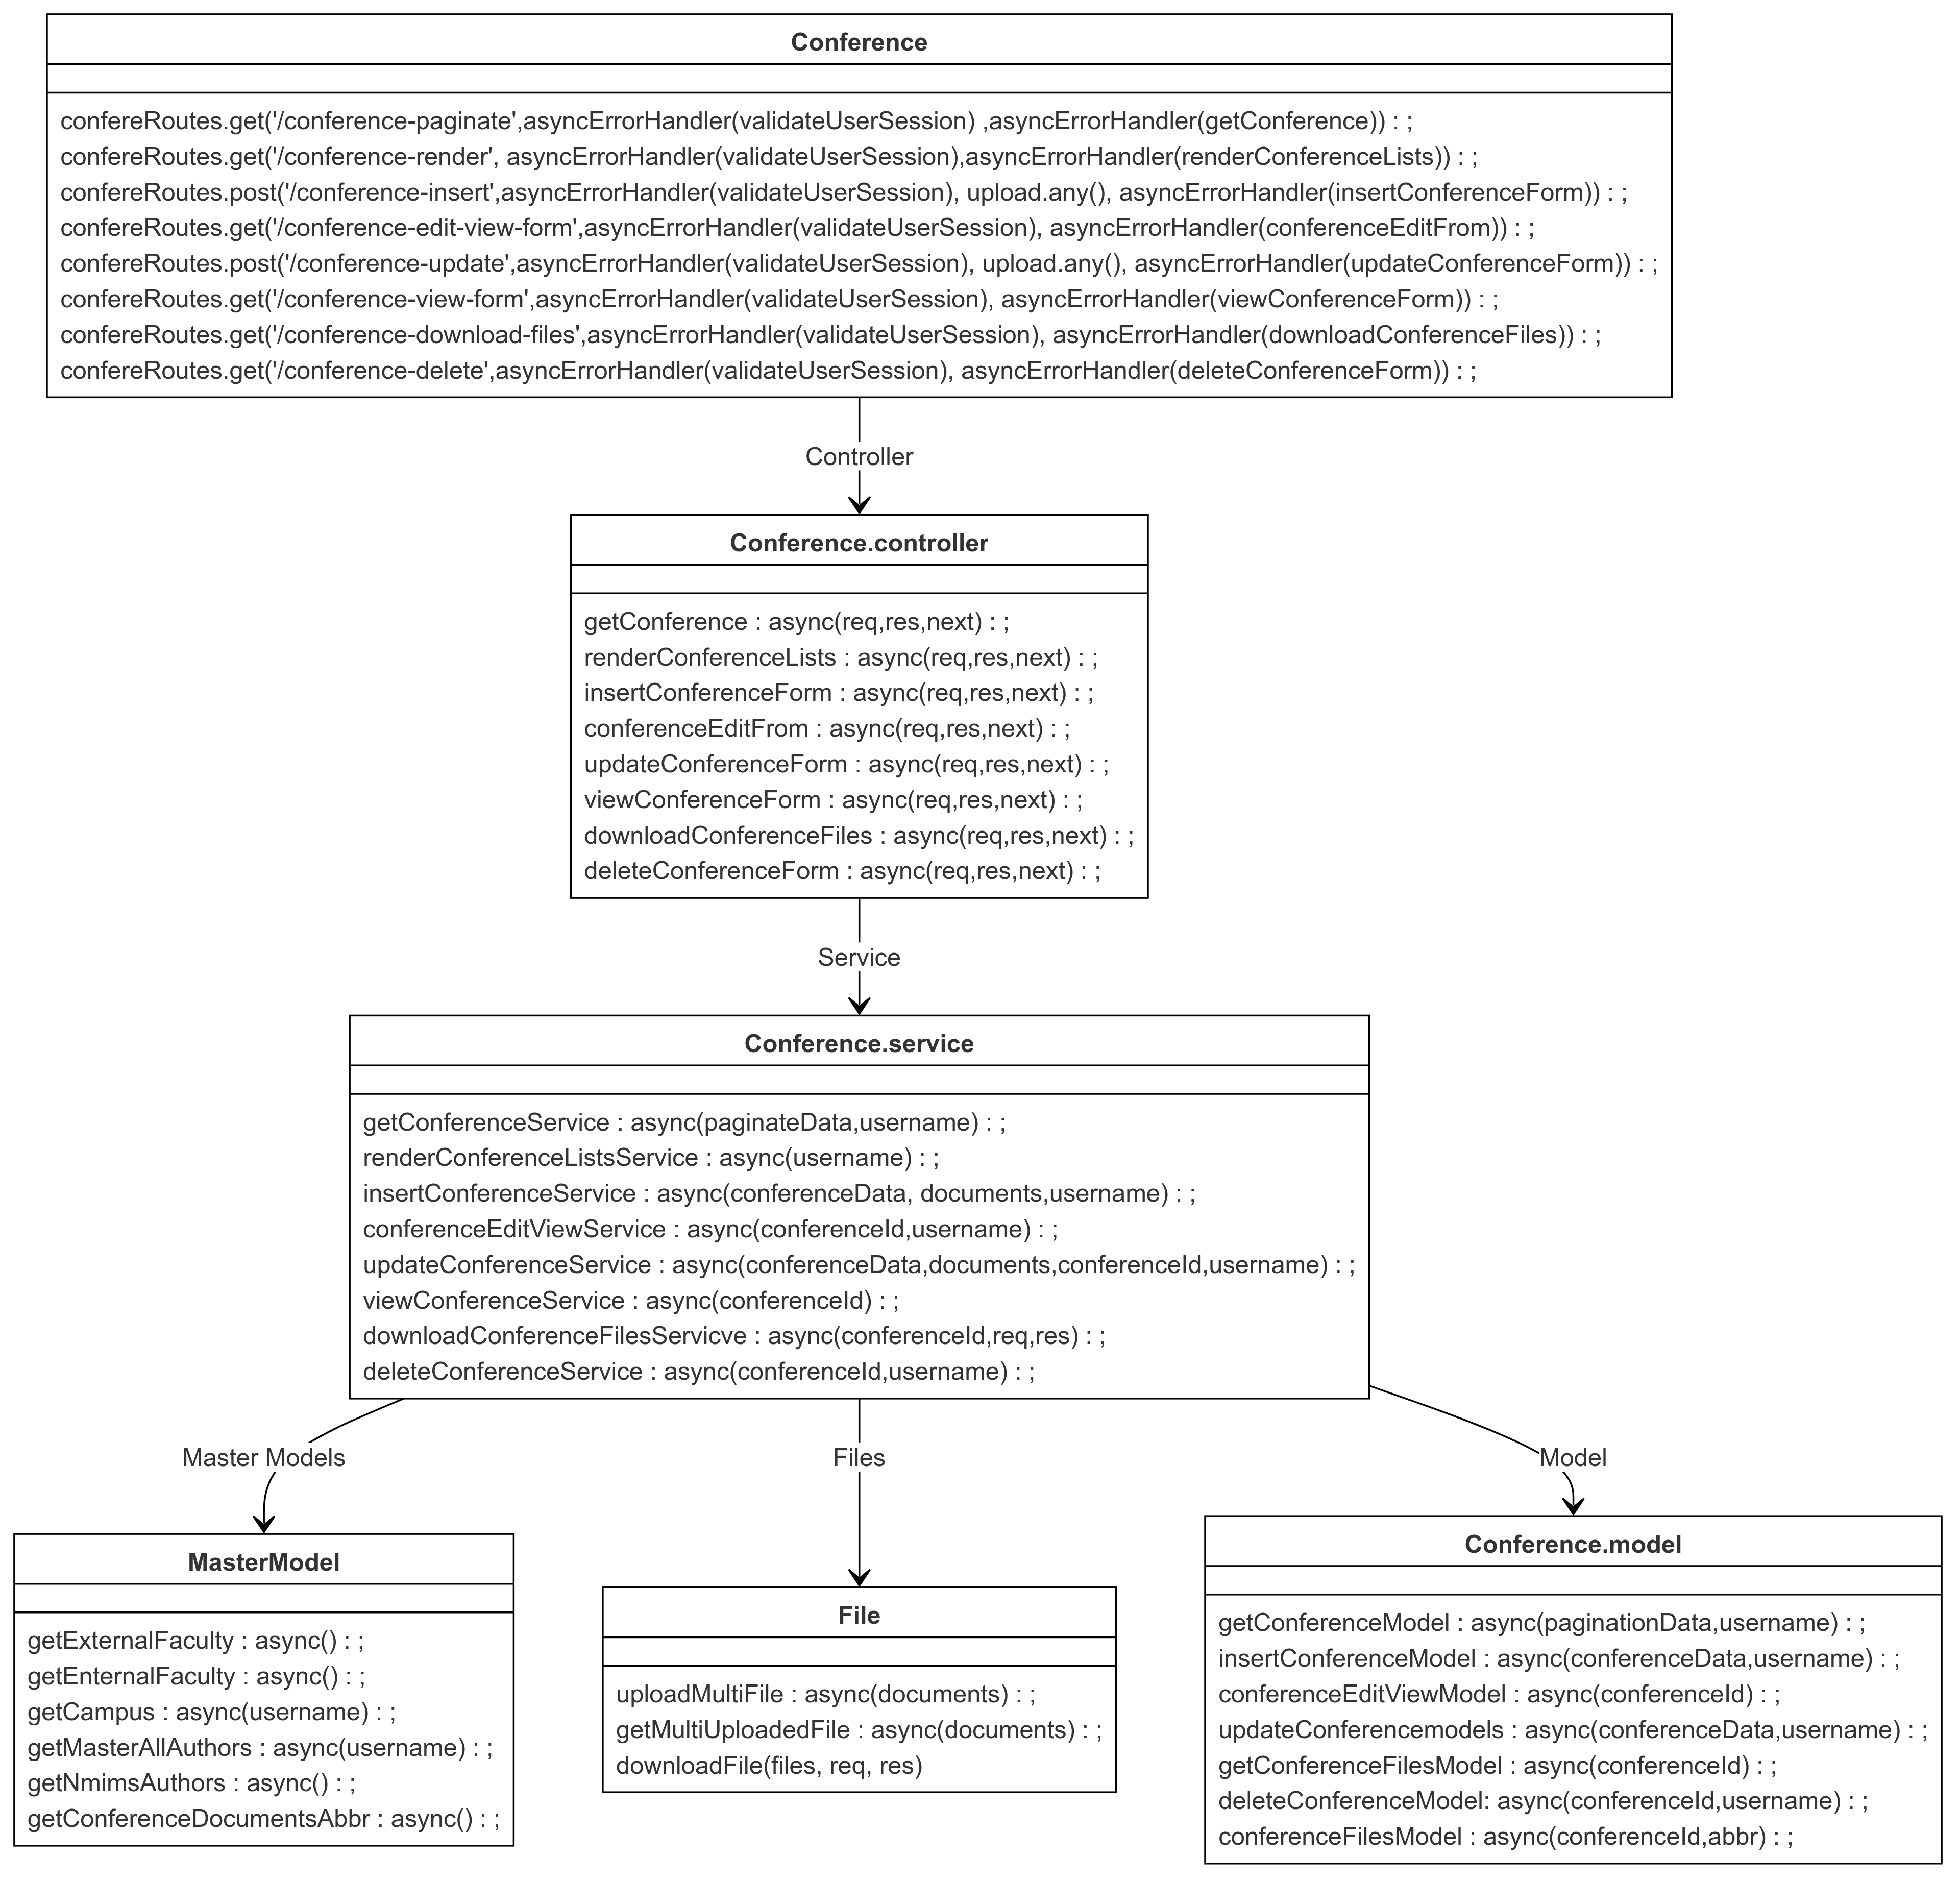 Conference
confereRoutes.get('/conference-paginate',asyncErrorHandler(validateUserSession) ,asyncErrorHandler(getConference)) : ;
confereRoutes.get('/conference-render', asyncErrorHandler(validateUserSession),asyncErrorHandler(renderConferenceLists)) : ;
confereRoutes.post('/conference-insert',asyncErrorHandler(validateUserSession), upload.any(), asyncErrorHandler(insertConferenceForm)) : ;
confereRoutes.get('/conference-edit-view-form',asyncErrorHandler(validateUserSession), asyncErrorHandler(conferenceEditFrom)) : ;
confereRoutes.post('/conference-update',asyncErrorHandler(validateUserSession), upload.any(), asyncErrorHandler(updateConferenceForm)) : ;
confereRoutes.get('/conference-view-form',asyncErrorHandler(validateUserSession), asyncErrorHandler(viewConferenceForm)) : ;
confereRoutes.get('/conference-download-files',asyncErrorHandler(validateUserSession), asyncErrorHandler(downloadConferenceFiles)) : ;
confereRoutes.get('/conference-delete',asyncErrorHandler(validateUserSession), asyncErrorHandler(deleteConferenceForm)) : ;
Controller
Conference.controller
getConference : async(req,res,next) : ;
renderConferenceLists : async(req,res,next) : ;
insertConferenceForm : async(req,res,next) : ;
conferenceEditFrom : async(req,res,next) : ;
updateConferenceForm : async(req,res,next) : ;
viewConferenceForm : async(req,res,next) : ;
downloadConferenceFiles : async(req,res,next) : ;
deleteConferenceForm : async(req,res,next) : ;
Service
Conference.service
getConferenceService : async(paginateData,username) : ;
renderConferenceListsService : async(username) : ;
insertConferenceService : async(conferenceData, documents,username) : ;
conferenceEditViewService : async(conferenceId,username) : ;
updateConferenceService : async(conferenceData,documents,conferenceId,username) : ;
viewConferenceService : async(conferenceId) : ;
downloadConferenceFilesServicve : async(conferenceId,req,res) : ;
deleteConferenceService : async(conferenceId,username) : ;
Master Models
Files
Model
MasterModel
getExternalFaculty : async() : ;
getEnternalFaculty : async() : ;
getCampus : async(username) : ;
getMasterAllAuthors : async(username) : ;
getNmimsAuthors : async() : ;
getConferenceDocumentsAbbr : async() : ;
File
uploadMultiFile : async(documents) : ;
getMultiUploadedFile : async(documents) : ;
downloadFile(files, req, res)
Conference.model
getConferenceModel : async(paginationData,username) : ;
insertConferenceModel : async(conferenceData,username) : ;
conferenceEditViewModel : async(conferenceId) : ;
updateConferencemodels : async(conferenceData,username) : ;
getConferenceFilesModel : async(conferenceId) : ;
deleteConferenceModel: async(conferenceId,username) : ;
conferenceFilesModel : async(conferenceId,abbr) : ;